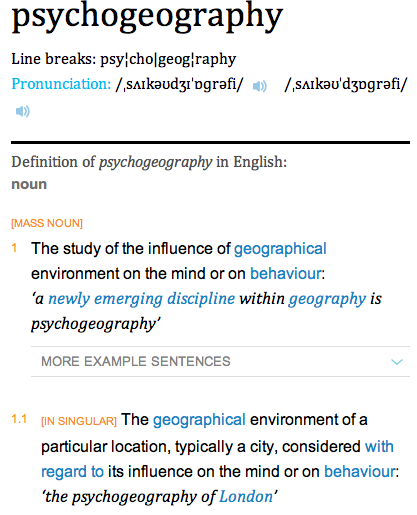 psychogeography
Line breaks: psy¦cho|geog¦raphy
Pronunciation: /ˌsʌɪkəʊdʒɪˈɒɡrəfi/ /ˌsʌɪkəʊˈdʒɒɡrəfi/
Definition of psychogeography in English:
noun
[MASS NOUN]
1 The study of the influence of geographical
environment on the mind or on behaviour:
‘a newly emerging discipline within geography is
psychogeography’
MORE EXAMPLE SENTENCES
1.1 [IN SINGULAR] The geographical environment of a
particular location, typically a city, considered with
regard to its influence on the mind or on behaviour:
‘the psychogeography of London’